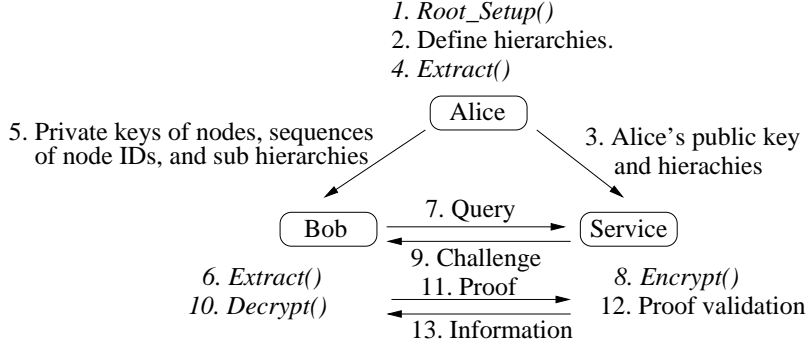 1. Root_Setup()
2. Define hierarchies.
4. Extract()
Alice
5. Private keys of nodes, sequences
of node IDs, and sub hierarchies
3. Alice's public key
and hierachies
Bob
7. Query
Service
9. Challenge
6. Extract()
10. Decrypt()
11. Proof
8. Encrypt()
12. Proof validation
13. Information